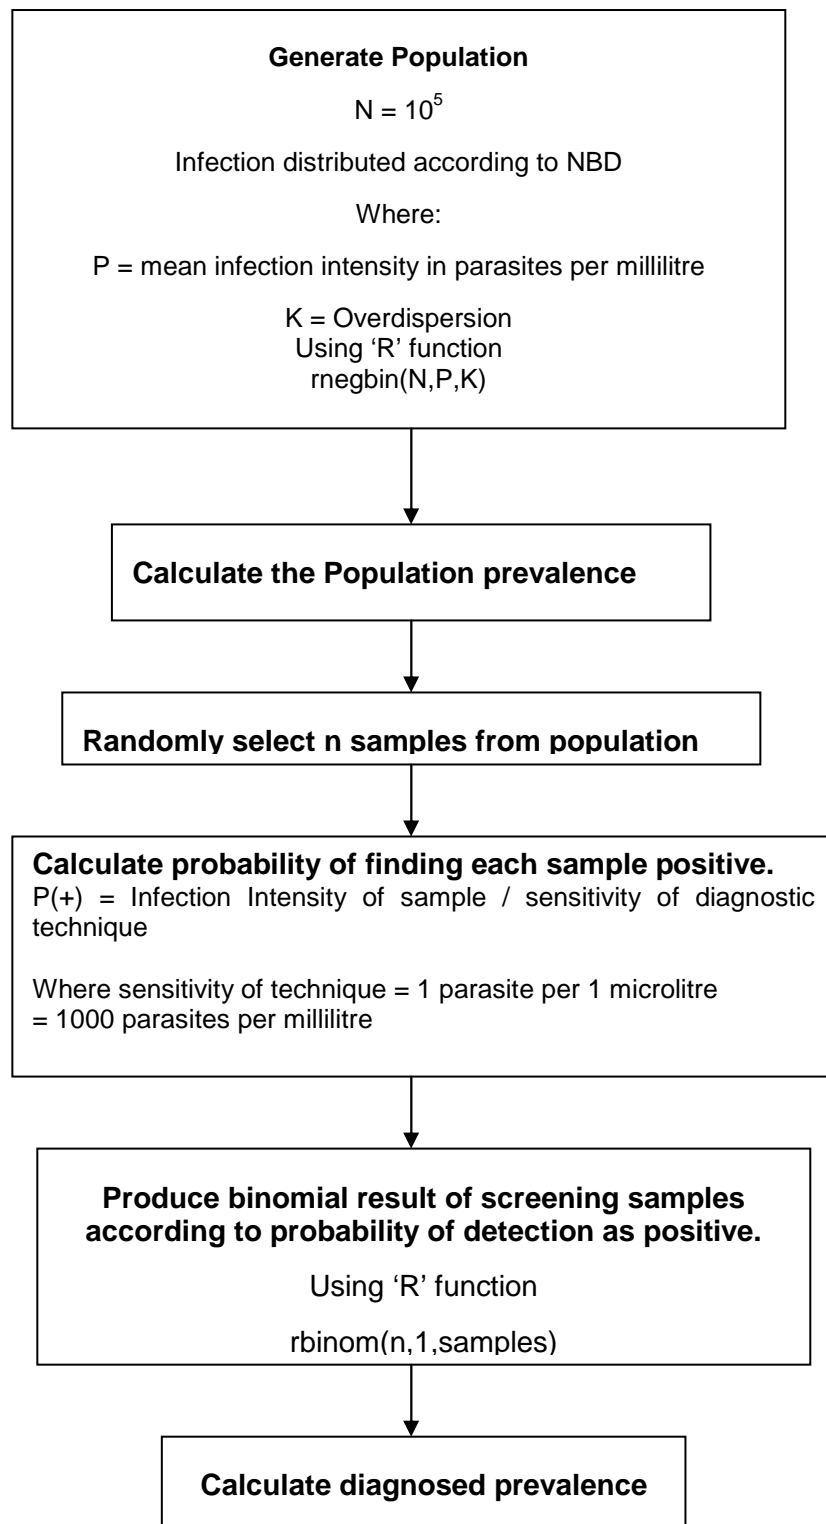 Generate Population
N = 10⁵
Infection distributed according to NBD
Where:
P = mean infection intensity in parasites per millilitre
K = Overdispersion
Using ‘R’ function
rnegbin(N,P,K)
Calculate the Population prevalence
Randomly select n samples from population
Calculate probability of finding each sample positive.
P(+) = Infection Intensity of sample / sensitivity of diagnostic
technique
Where sensitivity of technique = 1 parasite per 1 microlitre
= 1000 parasites per millilitre
Produce binomial result of screening samples
according to probability of detection as positive.
Using ‘R’ function
rbinom(n,1,samples)
Calculate diagnosed prevalence